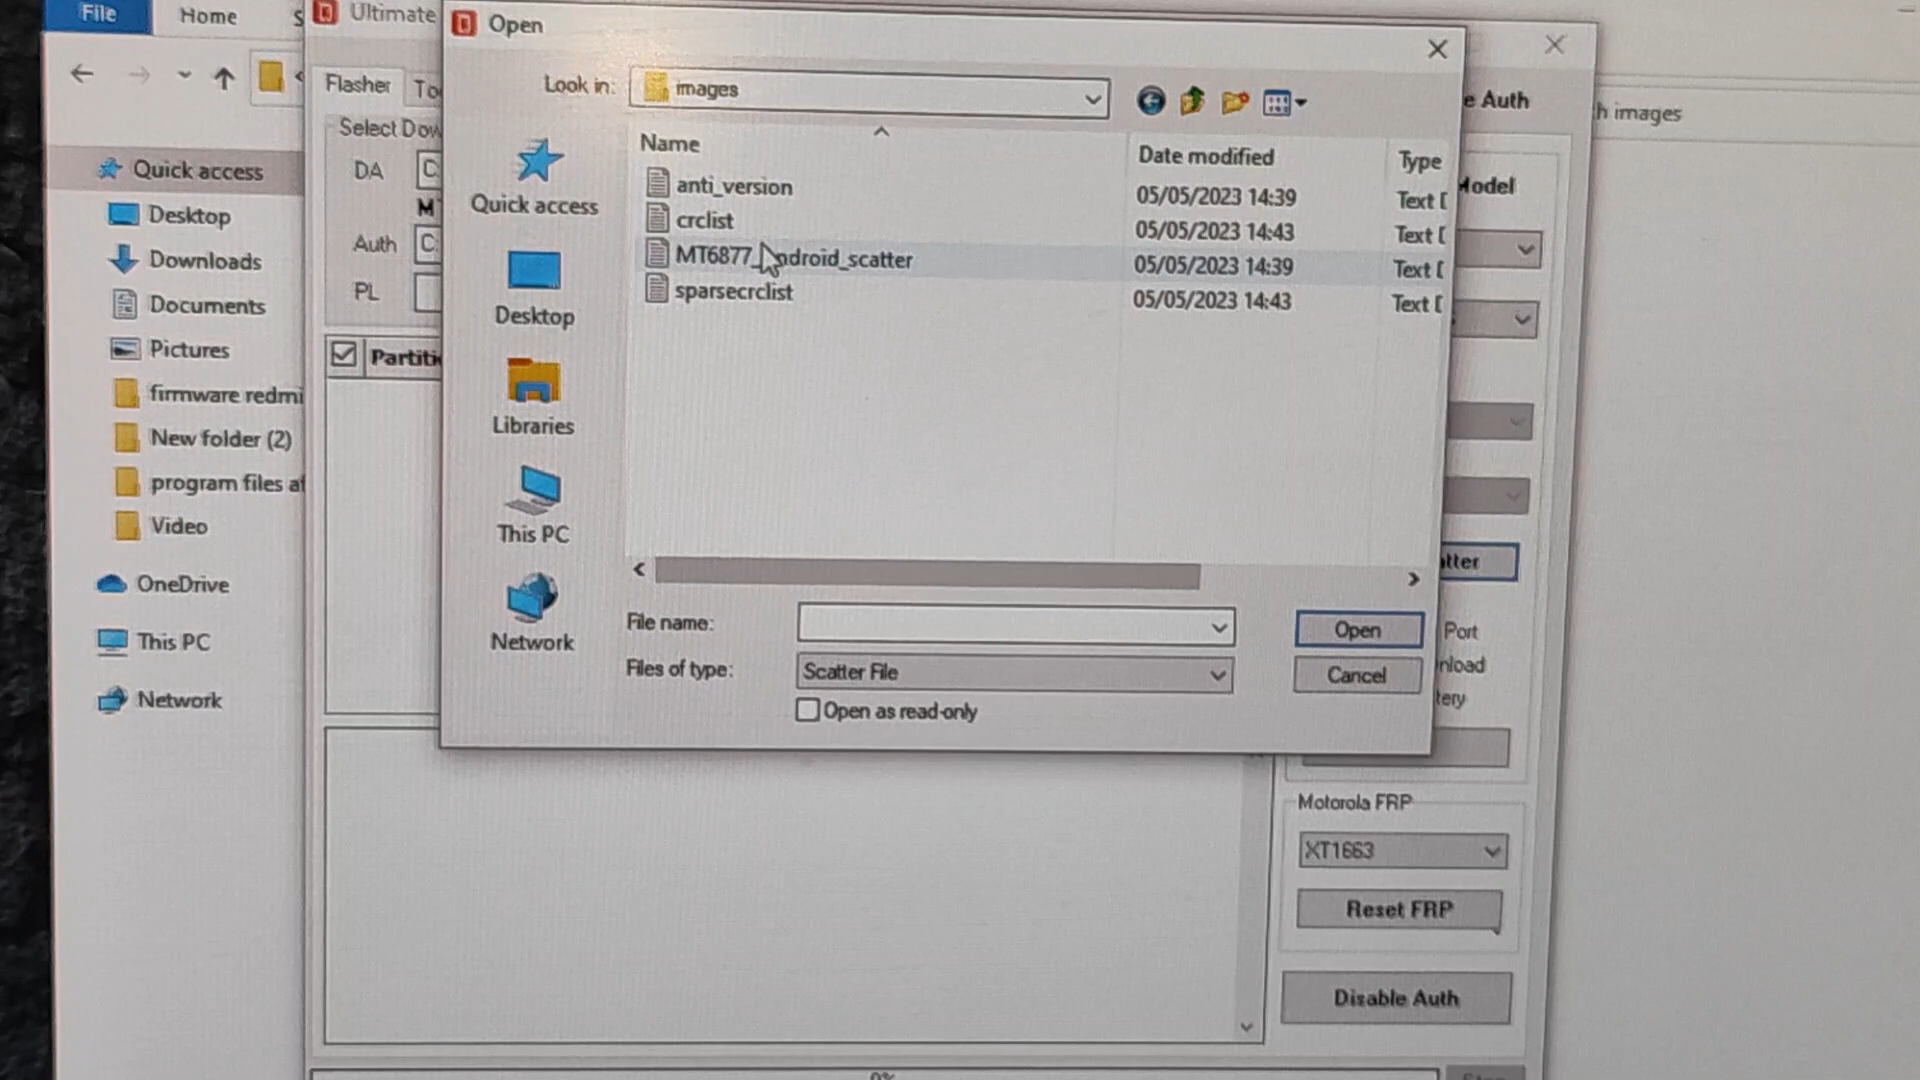 File
Home
Ultimate
Open
Look in:
images
Flasher
Select Dow
DA
Auth
PL
Partiti
Quick access
Desktop
Downloads
Documents
Pictures
firmware redmi
New folder (2)
program files a
Video
OneDrive
This PC
Network
Quick access
Desktop
Libraries
This PC
Network
Name
Date modified
Type
anti_version
05/05/2023 14:39
Text
crclist
05/05/2023 14:43
Text
MT6877_android_scatter
05/05/2023 14:39
Text
sparsecrclist
05/05/2023 14:43
Text
File name:
Open
Files of type:
Scatter File
Cancel
Open as read-only
e Auth
h images
Model
tter
Port
nload
tery
Motorola FRP
XT1663
Reset FRP
Disable Auth
0%